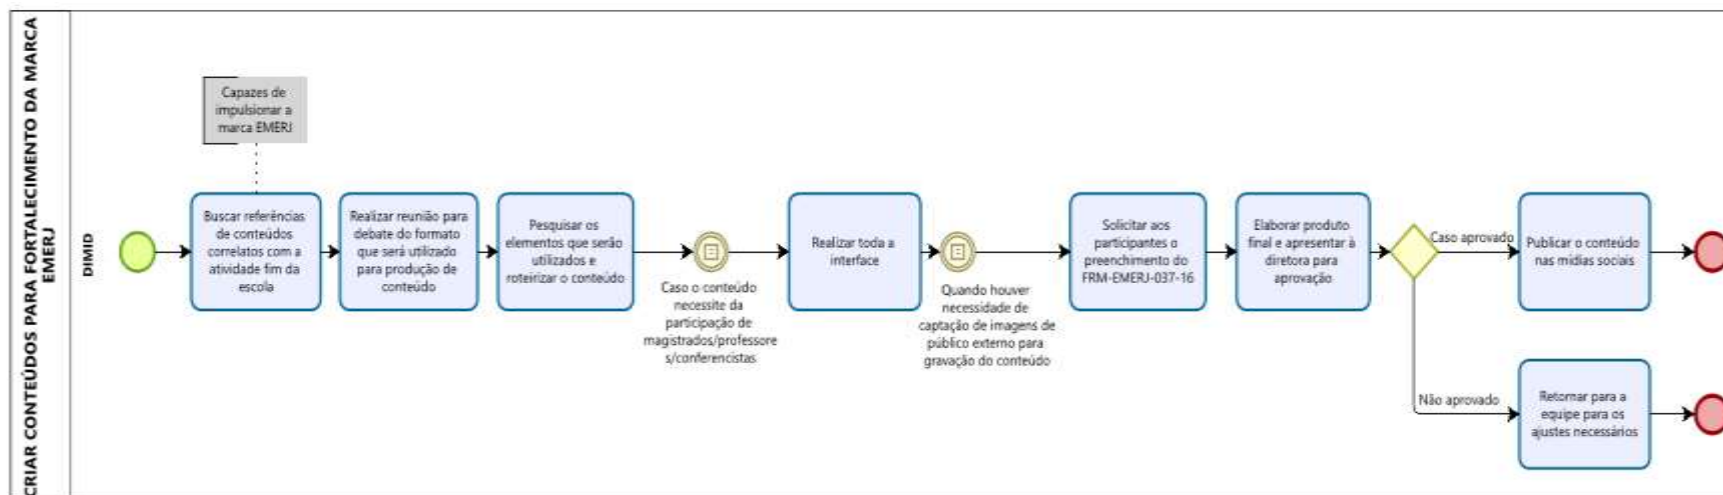 CRIAR CONTEÚDOS PARA FORTALECIMENTO DA MARCA
EMERJ
DIMID
Capazes de
impulsionar a
marca EMERJ
Buscar referências
de conteúdos
correlatos com a
atividade fim da
escola
Realizar reunião para
debate do formato
que será utilizado
para produção de
conteúdo
Pesquisar os
elementos que serão
utilizados e
roteirizar o conteúdo
Caso o conteúdo
necessite da
participação de
magistrados/professore
s/conferencistas
Realizar toda a
interface
Quando houver
necessidade de
captação de imagens de
público externo para
gravação do conteúdo
Solicitar aos
participantes o
preenchimento do
FRM-EMERJ-037-16
Elaborar produto
final e apresentar à
diretora para
aprovação
Caso aprovado
Publicar o conteúdo
nas mídias sociais
Não aprovado
Retornar para a
equipe para os
ajustes necessários